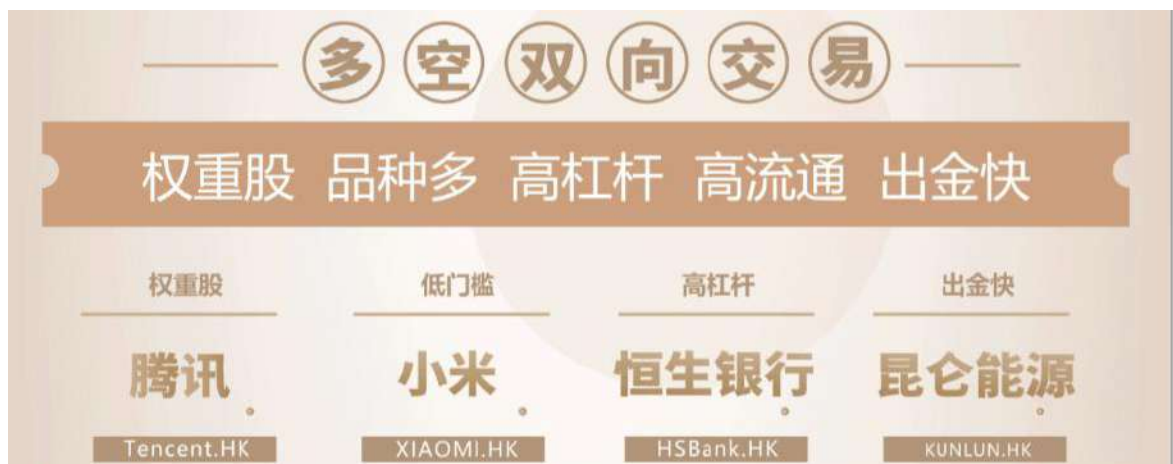 多空双向交易
权重股 品种多 高杠杆 高流通 出金快
权重股 低门槛 高杠杆 出金快
腾讯 小米 恒生银行 昆仑能源
Tencent.HK XIAOMI.HK HSBank.HK KUNLUN.HK